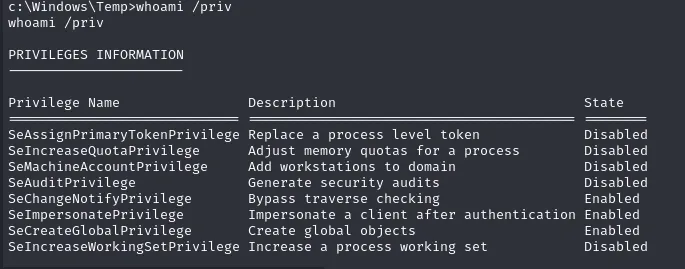 c:\Windows\Temp>whoami /priv
whoami /priv
PRIVILEGES INFORMATION
----------------------
Privilege Name Description State
============================= ========================================= ========
SeAssignPrimaryTokenPrivilege Replace a process level token Disabled
SeIncreaseQuotaPrivilege Adjust memory quotas for a process Disabled
SeMachineAccountPrivilege Add workstations to domain Disabled
SeAuditPrivilege Generate security audits Disabled
SeChangeNotifyPrivilege Bypass traverse checking Enabled
SeImpersonatePrivilege Impersonate a client after authentication Enabled
SeCreateGlobalPrivilege Create global objects Enabled
SeIncreaseWorkingSetPrivilege Increase a process working set Disabled